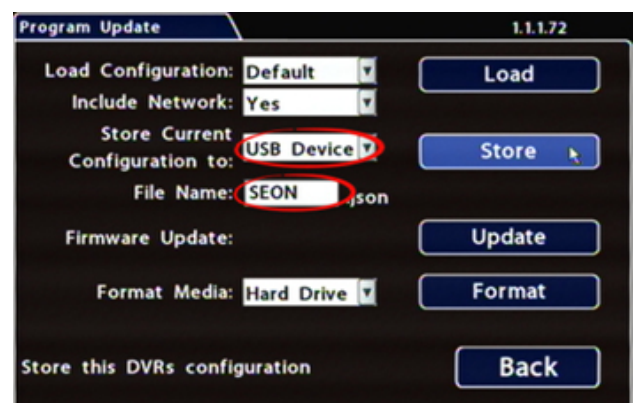 Program Update 1.1.1.72
Load Configuration: Default Load
Include Network: Yes
Store Current
Configuration to: USB Device Store
File Name: SEON .json
Firmware Update: Update
Format Media: Hard Drive Format
Store this DVRs configuration Back